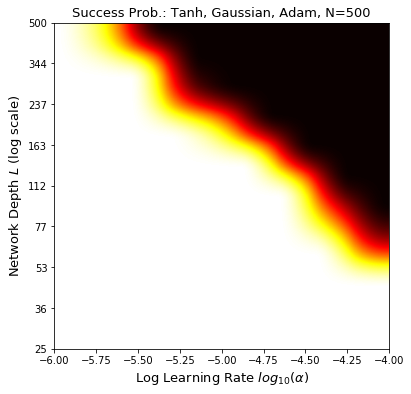 Success Prob.: Tanh, Gaussian, Adam, N=500
500
344
237
163
112
77
53
36
25
Network Depth L (log scale)
−6.00 −5.75 −5.50 −5.25 −5.00 −4.75 −4.50 −4.25 −4.00
Log Learning Rate log10(α)